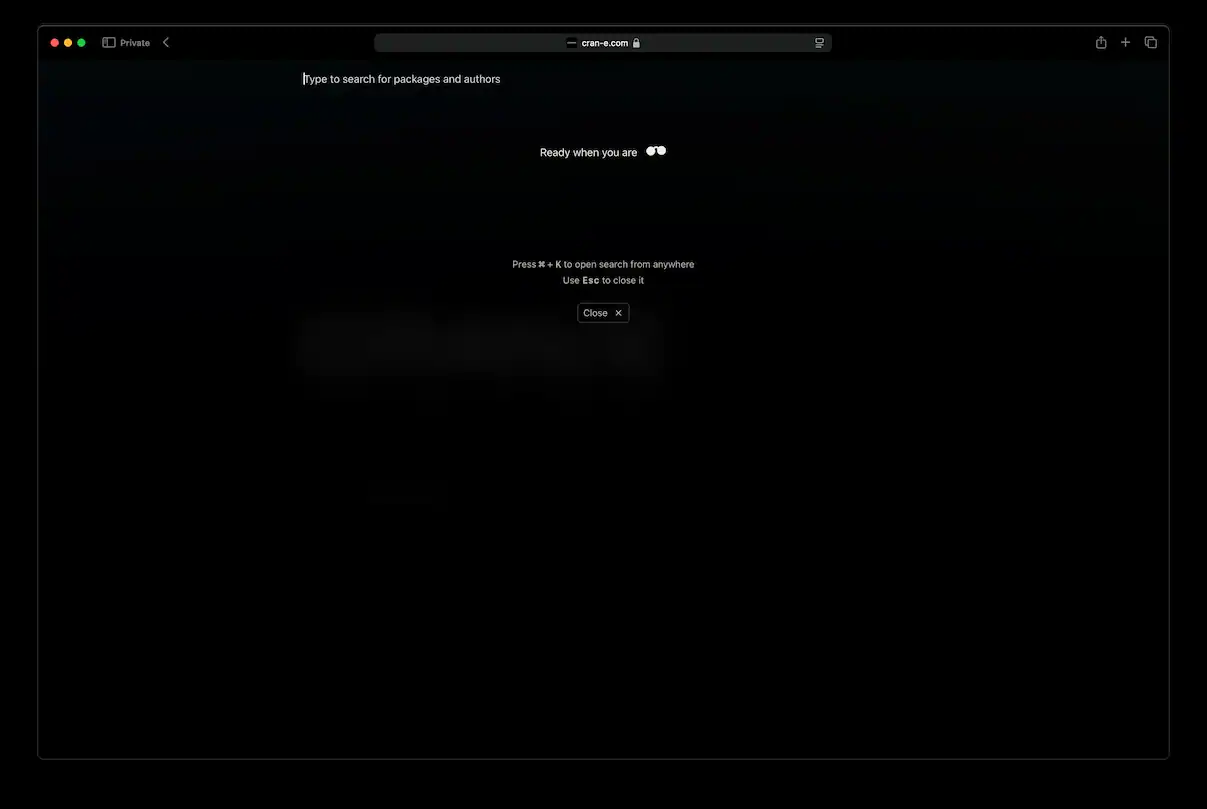 Private
cran-e.com
Type to search for packages and authors
Ready when you are
Press ⌘ + K to open search from anywhere
Use Esc to close it
Close ✕